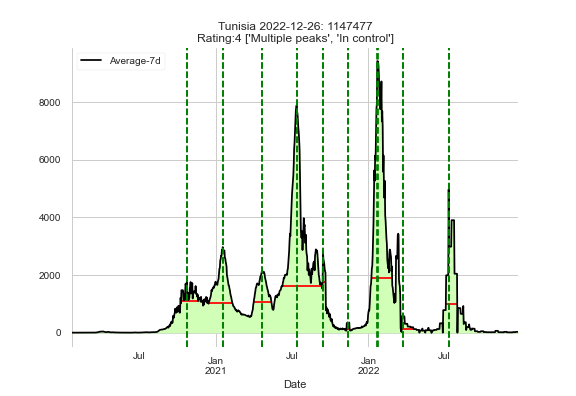 Tunisia 2022-12-26: 1147477
Rating:4 ['Multiple peaks', 'In control']
Average-7d
8000
6000
4000
2000
0
Jul
Jan
2021
Jul
Jan
2022
Jul
Date